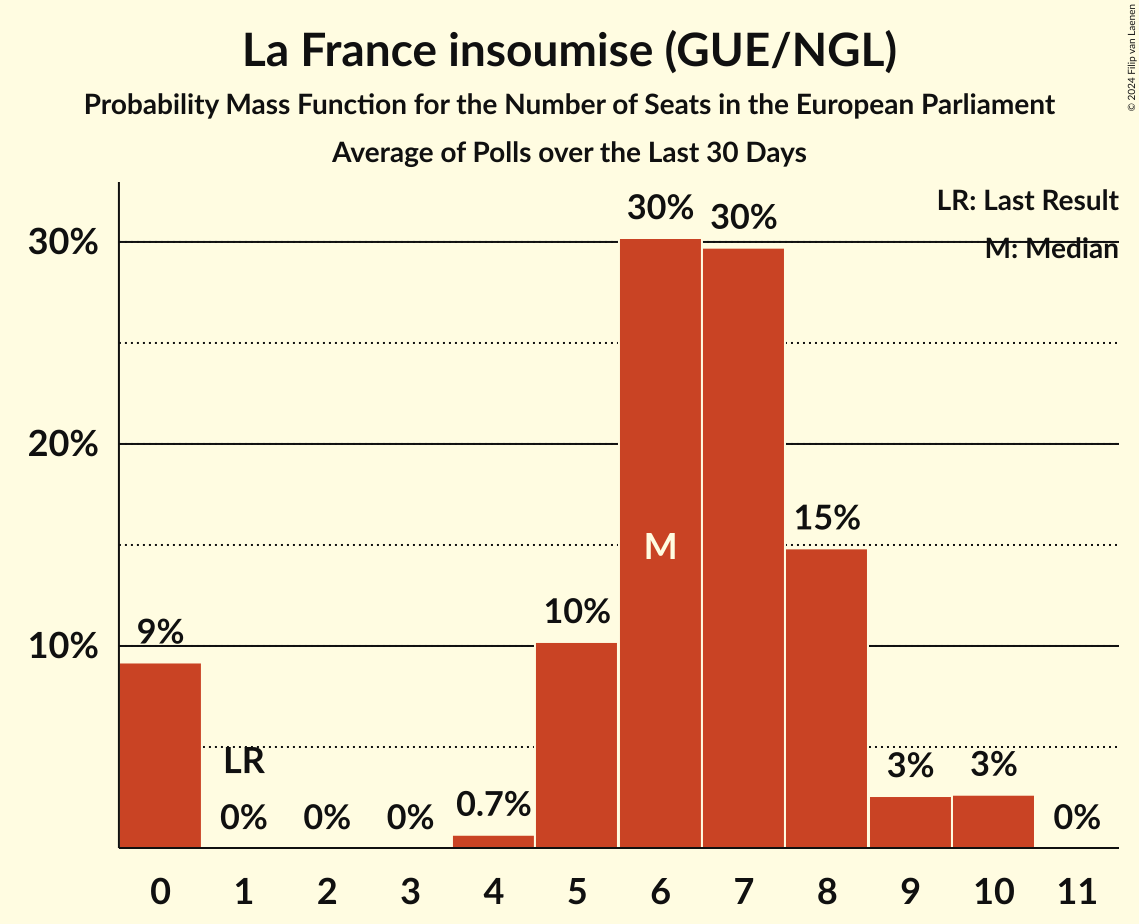 La France insoumise (GUE/NGL)
Probability Mass Function for the Number of Seats in the European Parliament
Average of Polls over the Last 30 Days
© 2024 Filip van Laenen
LR: Last Result
M: Median
30%
20%
10%
9%
LR
0%
0%
0%
0.7%
10%
30%
M
30%
15%
3%
3%
0%
0 1 2 3 4 5 6 7 8 9 10 11